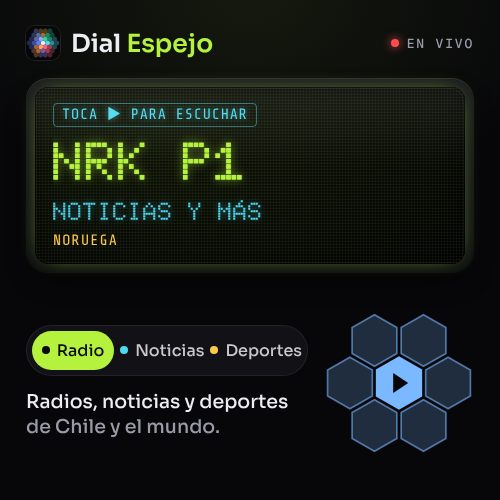 Dial Espejo
EN VIVO
TOCA ▶ PARA ESCUCHAR
NRK P1
NOTICIAS Y MÁS
NORUEGA
Radio
Noticias
Deportes
Radios, noticias y deportes
de Chile y el mundo.